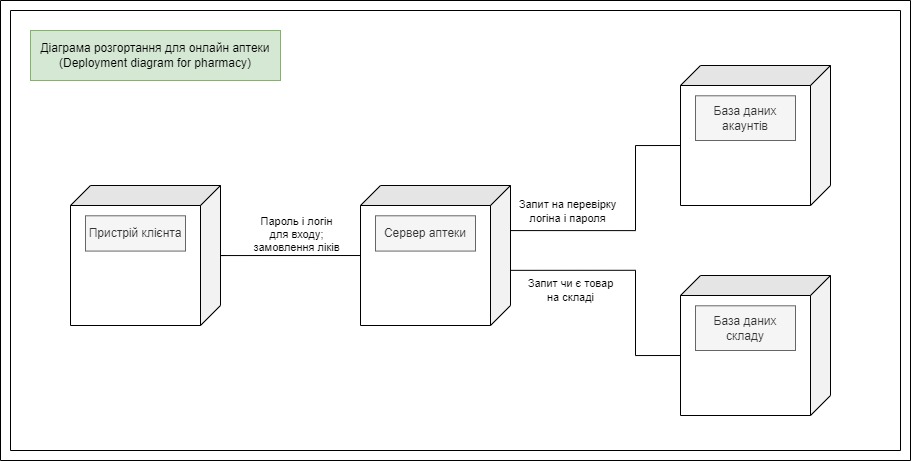 Діаграма розгортання для онлайн аптеки
(Deployment diagram for pharmacy)
База даних
акаунтів
Запит на перевірку
логіна і пароля
Пароль і логін
для входу;
замовлення ліків
Пристрій клієнта
Сервер аптеки
Запит чи є товар
на складі
База даних
складу